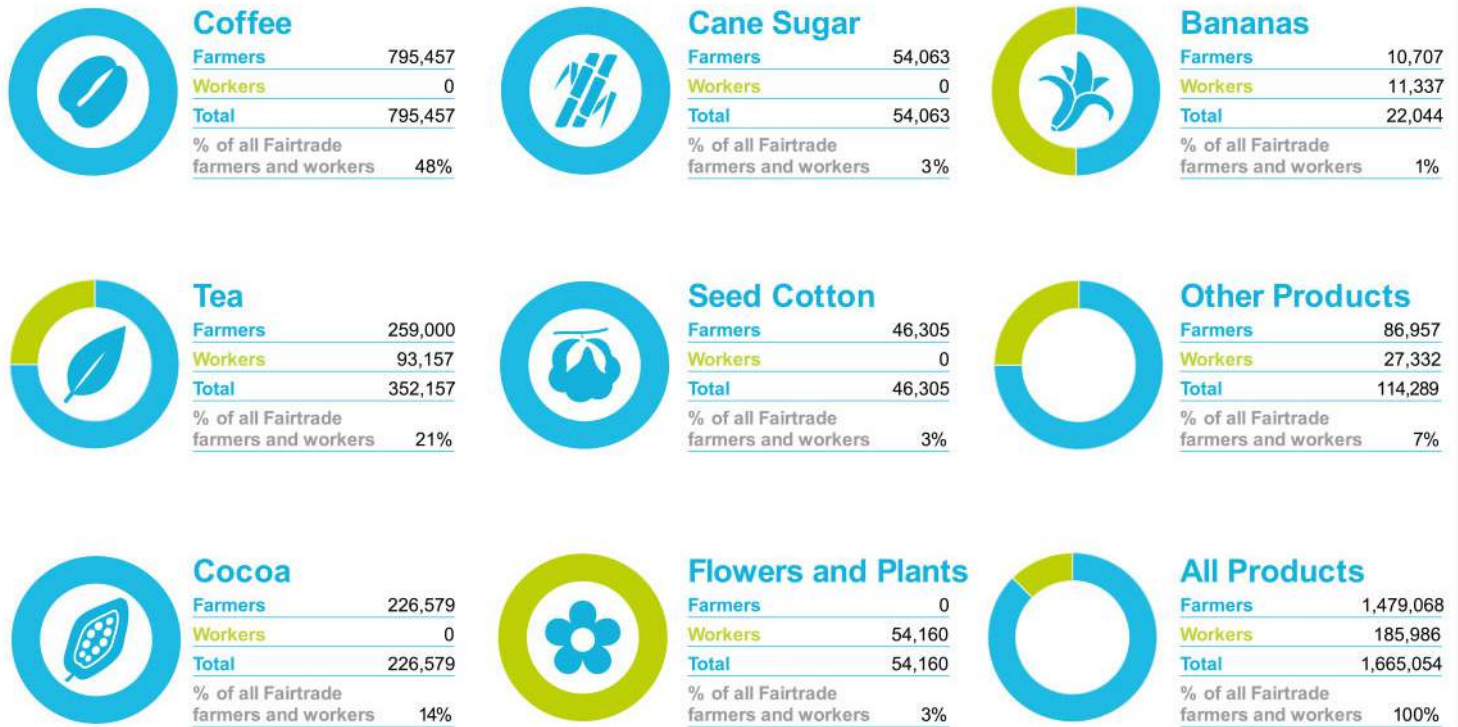 Coffee
Farmers 795,457
Workers 0
Total 795,457
% of all Fairtrade
farmers and workers 48%
Cane Sugar
Farmers 54,063
Workers 0
Total 54,063
% of all Fairtrade
farmers and workers 3%
Bananas
Farmers 10,707
Workers 11,337
Total 22,044
% of all Fairtrade
farmers and workers 1%
Tea
Farmers 259,000
Workers 93,157
Total 352,157
% of all Fairtrade
farmers and workers 21%
Seed Cotton
Farmers 46,305
Workers 0
Total 46,305
% of all Fairtrade
farmers and workers 3%
Other Products
Farmers 86,957
Workers 27,332
Total 114,289
% of all Fairtrade
farmers and workers 7%
Cocoa
Farmers 226,579
Workers 0
Total 226,579
% of all Fairtrade
farmers and workers 14%
Flowers and Plants
Farmers 0
Workers 54,160
Total 54,160
% of all Fairtrade
farmers and workers 3%
All Products
Farmers 1,479,068
Workers 185,986
Total 1,665,054
% of all Fairtrade
farmers and workers 100%